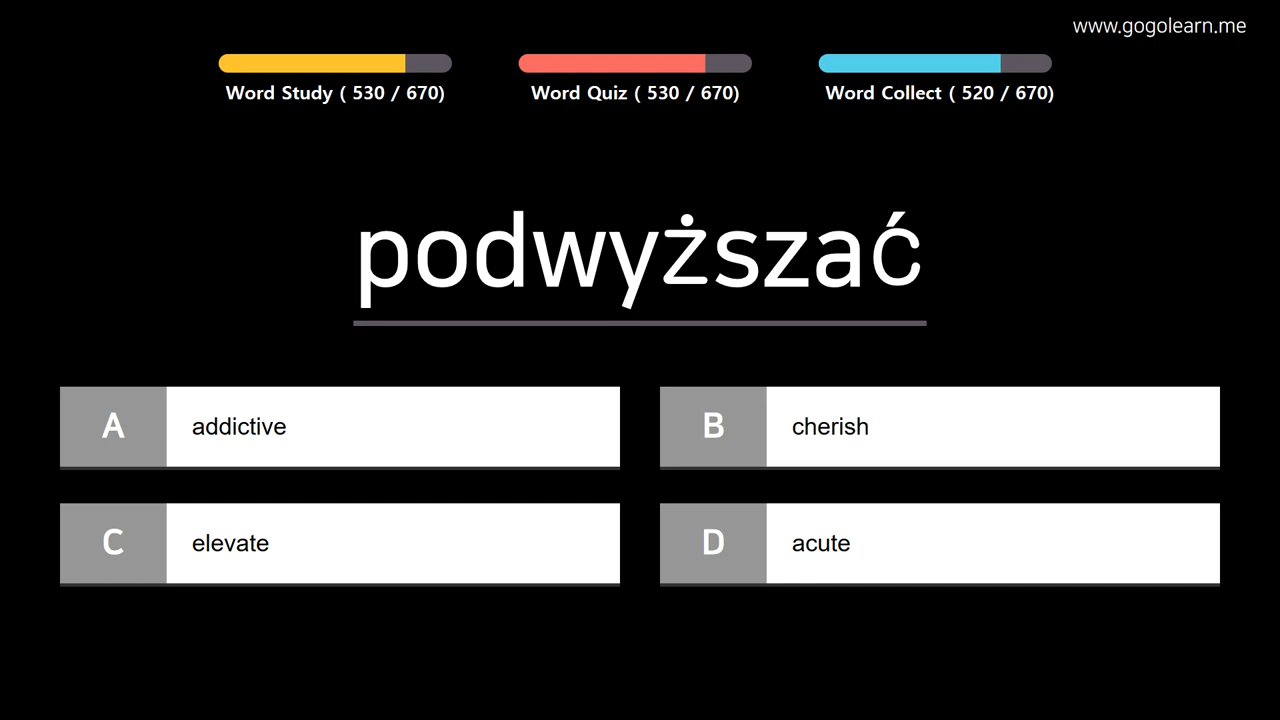 www.gogolearn.me
Word Study ( 530 / 670)
Word Quiz ( 530 / 670)
Word Collect ( 520 / 670)
podwyższać
A addictive
B cherish
C elevate
D acute